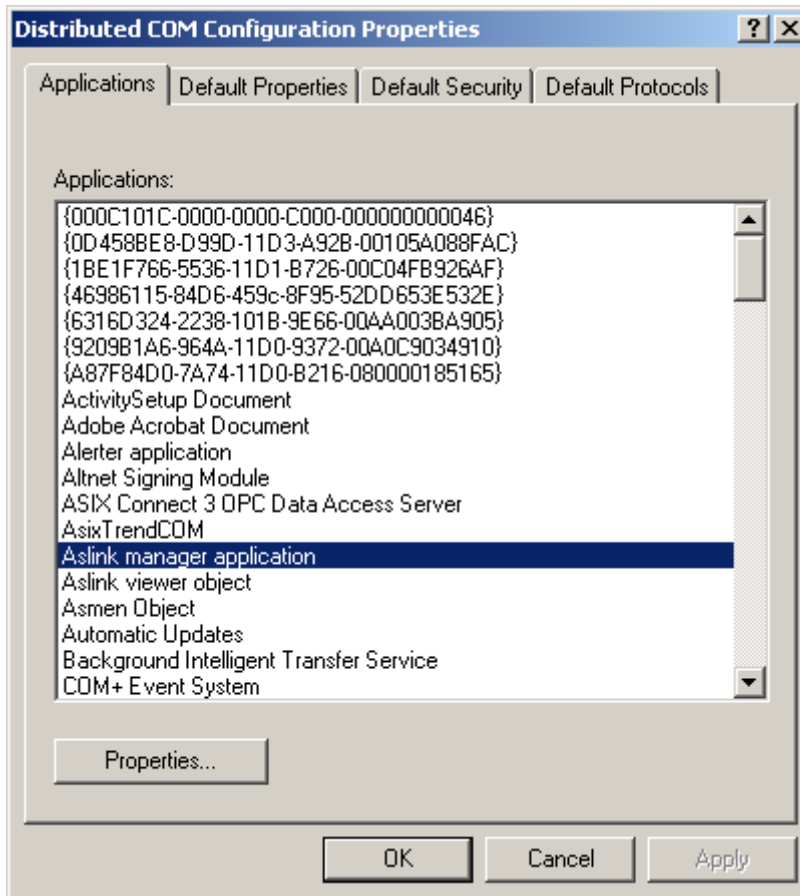 Distributed COM Configuration Properties
Applications Default Properties Default Security Default Protocols
Applications:
{000C101C-0000-0000-C000-000000000046}
{0D458BE8-D99D-11D3-A92B-00105A088FAC}
{1BE1F766-5536-11D1-B726-00C04FB926AF}
{46986115-84D6-459c-8F95-52DD653E532E}
{6316D324-2238-101B-9E66-00AA003BA905}
{9209B1A6-964A-11D0-9372-00A0C9034910}
{A87F84D0-7A74-11D0-B216-080000185165}
ActivitySetup Document
Adobe Acrobat Document
Alerter application
Altnet Signing Module
ASIX Connect 3 OPC Data Access Server
AsixTrendCOM
Aslink manager application
Aslink viewer object
Asmen Object
Automatic Updates
Background Intelligent Transfer Service
COM+ Event System
Properties...
OK Cancel Apply